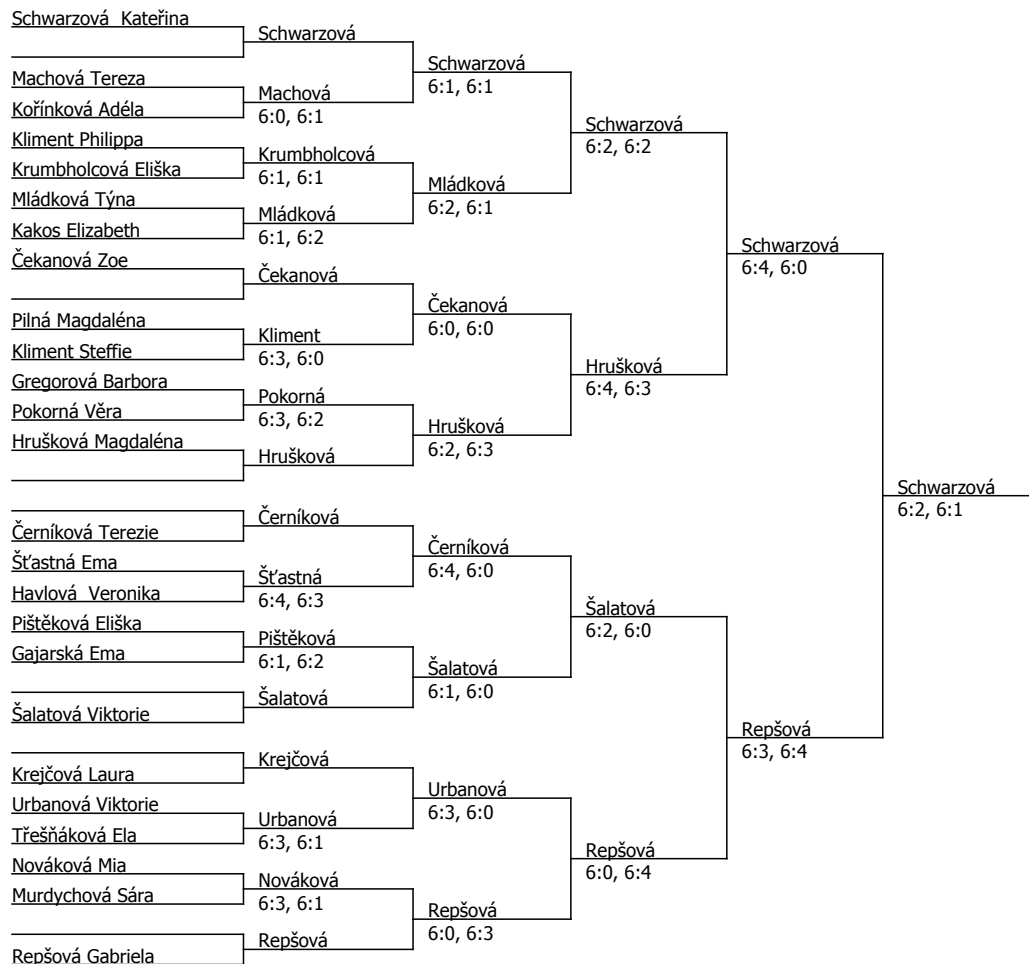 Schwarzová  Kateřina
Machová Tereza
Kořínková Adéla
Kliment Philippa
Krumbholcová Eliška
Mládková Týna
Kakos Elizabeth
Čekanová Zoe
Pilná Magdaléna
Kliment Steffie
Gregorová Barbora
Pokorná Věra
Hrušková Magdaléna
Černíková Terezie
Šťastná Ema
Havlová  Veronika
Pištěková Eliška
Gajarská Ema
Šalatová Viktorie
Krejčová Laura
Urbanová Viktorie
Třešňáková Ela
Nováková Mia
Murdychová Sára
Repšová Gabriela
Schwarzová
Machová
6:0, 6:1
Krumbholcová
6:1, 6:1
Mládková
6:1, 6:2
Čekanová
Kliment
6:3, 6:0
Pokorná
6:3, 6:2
Hrušková
Černíková
Šťastná
6:4, 6:3
Pištěková
6:1, 6:2
Šalatová
Krejčová
Urbanová
6:3, 6:1
Nováková
6:3, 6:1
Repšová
Schwarzová
6:1, 6:1
Mládková
6:2, 6:1
Čekanová
6:0, 6:0
Hrušková
6:2, 6:3
Černíková
6:4, 6:0
Šalatová
6:1, 6:0
Urbanová
6:3, 6:0
Repšová
6:0, 6:3
Schwarzová
6:2, 6:2
Hrušková
6:4, 6:3
Šalatová
6:2, 6:0
Repšová
6:0, 6:4
Schwarzová
6:4, 6:0
Repšová
6:3, 6:4
Schwarzová
6:2, 6:1